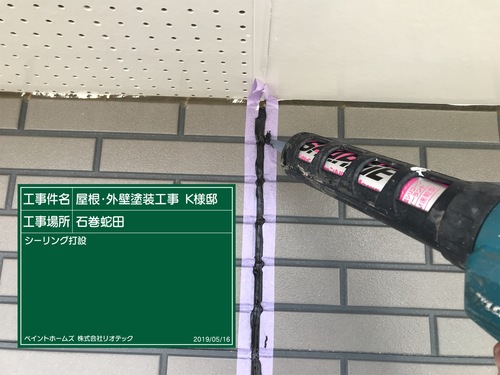 工事件名 屋根・外壁塗装工事 K様邸
工事場所 石巻蛇田
シーリング打設
ペイントホームズ 株式会社リオテック 2019/05/16